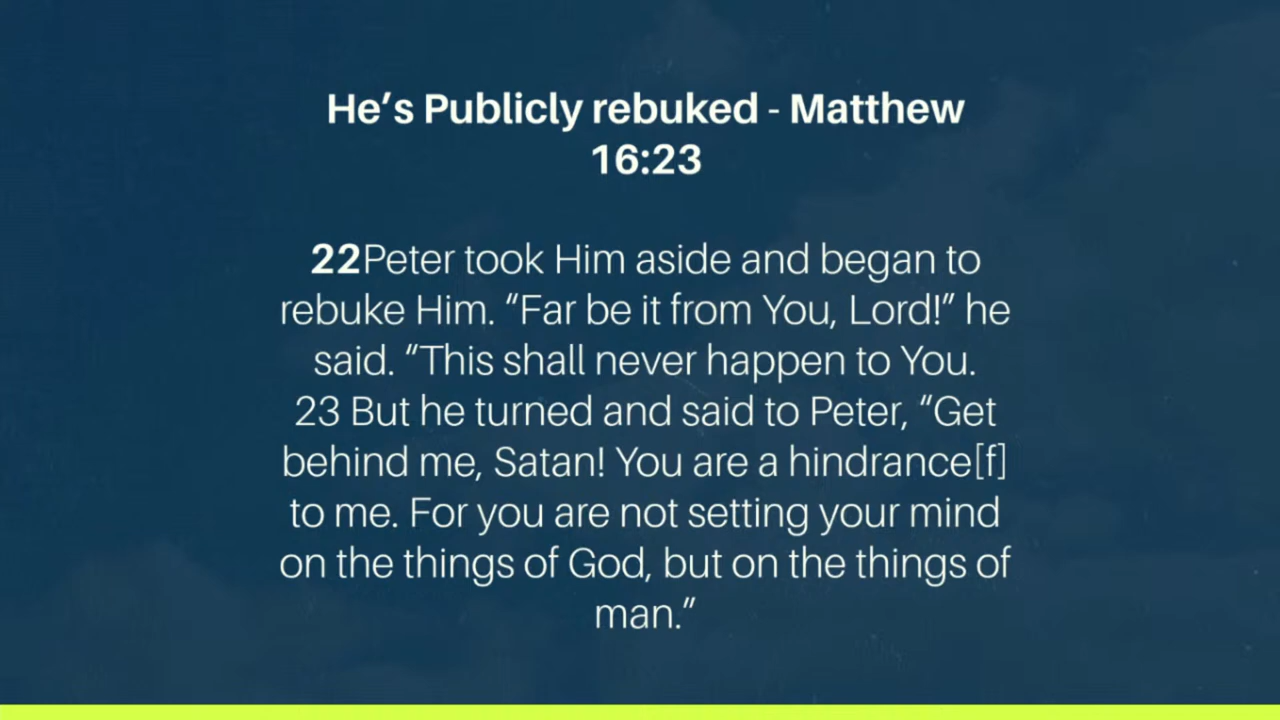 He’s Publicly rebuked - Matthew
16:23
22Peter took Him aside and began to
rebuke Him. “Far be it from You, Lord!” he
said. “This shall never happen to You.
23 But he turned and said to Peter, “Get
behind me, Satan! You are a hindrance[f]
to me. For you are not setting your mind
on the things of God, but on the things of
man.”